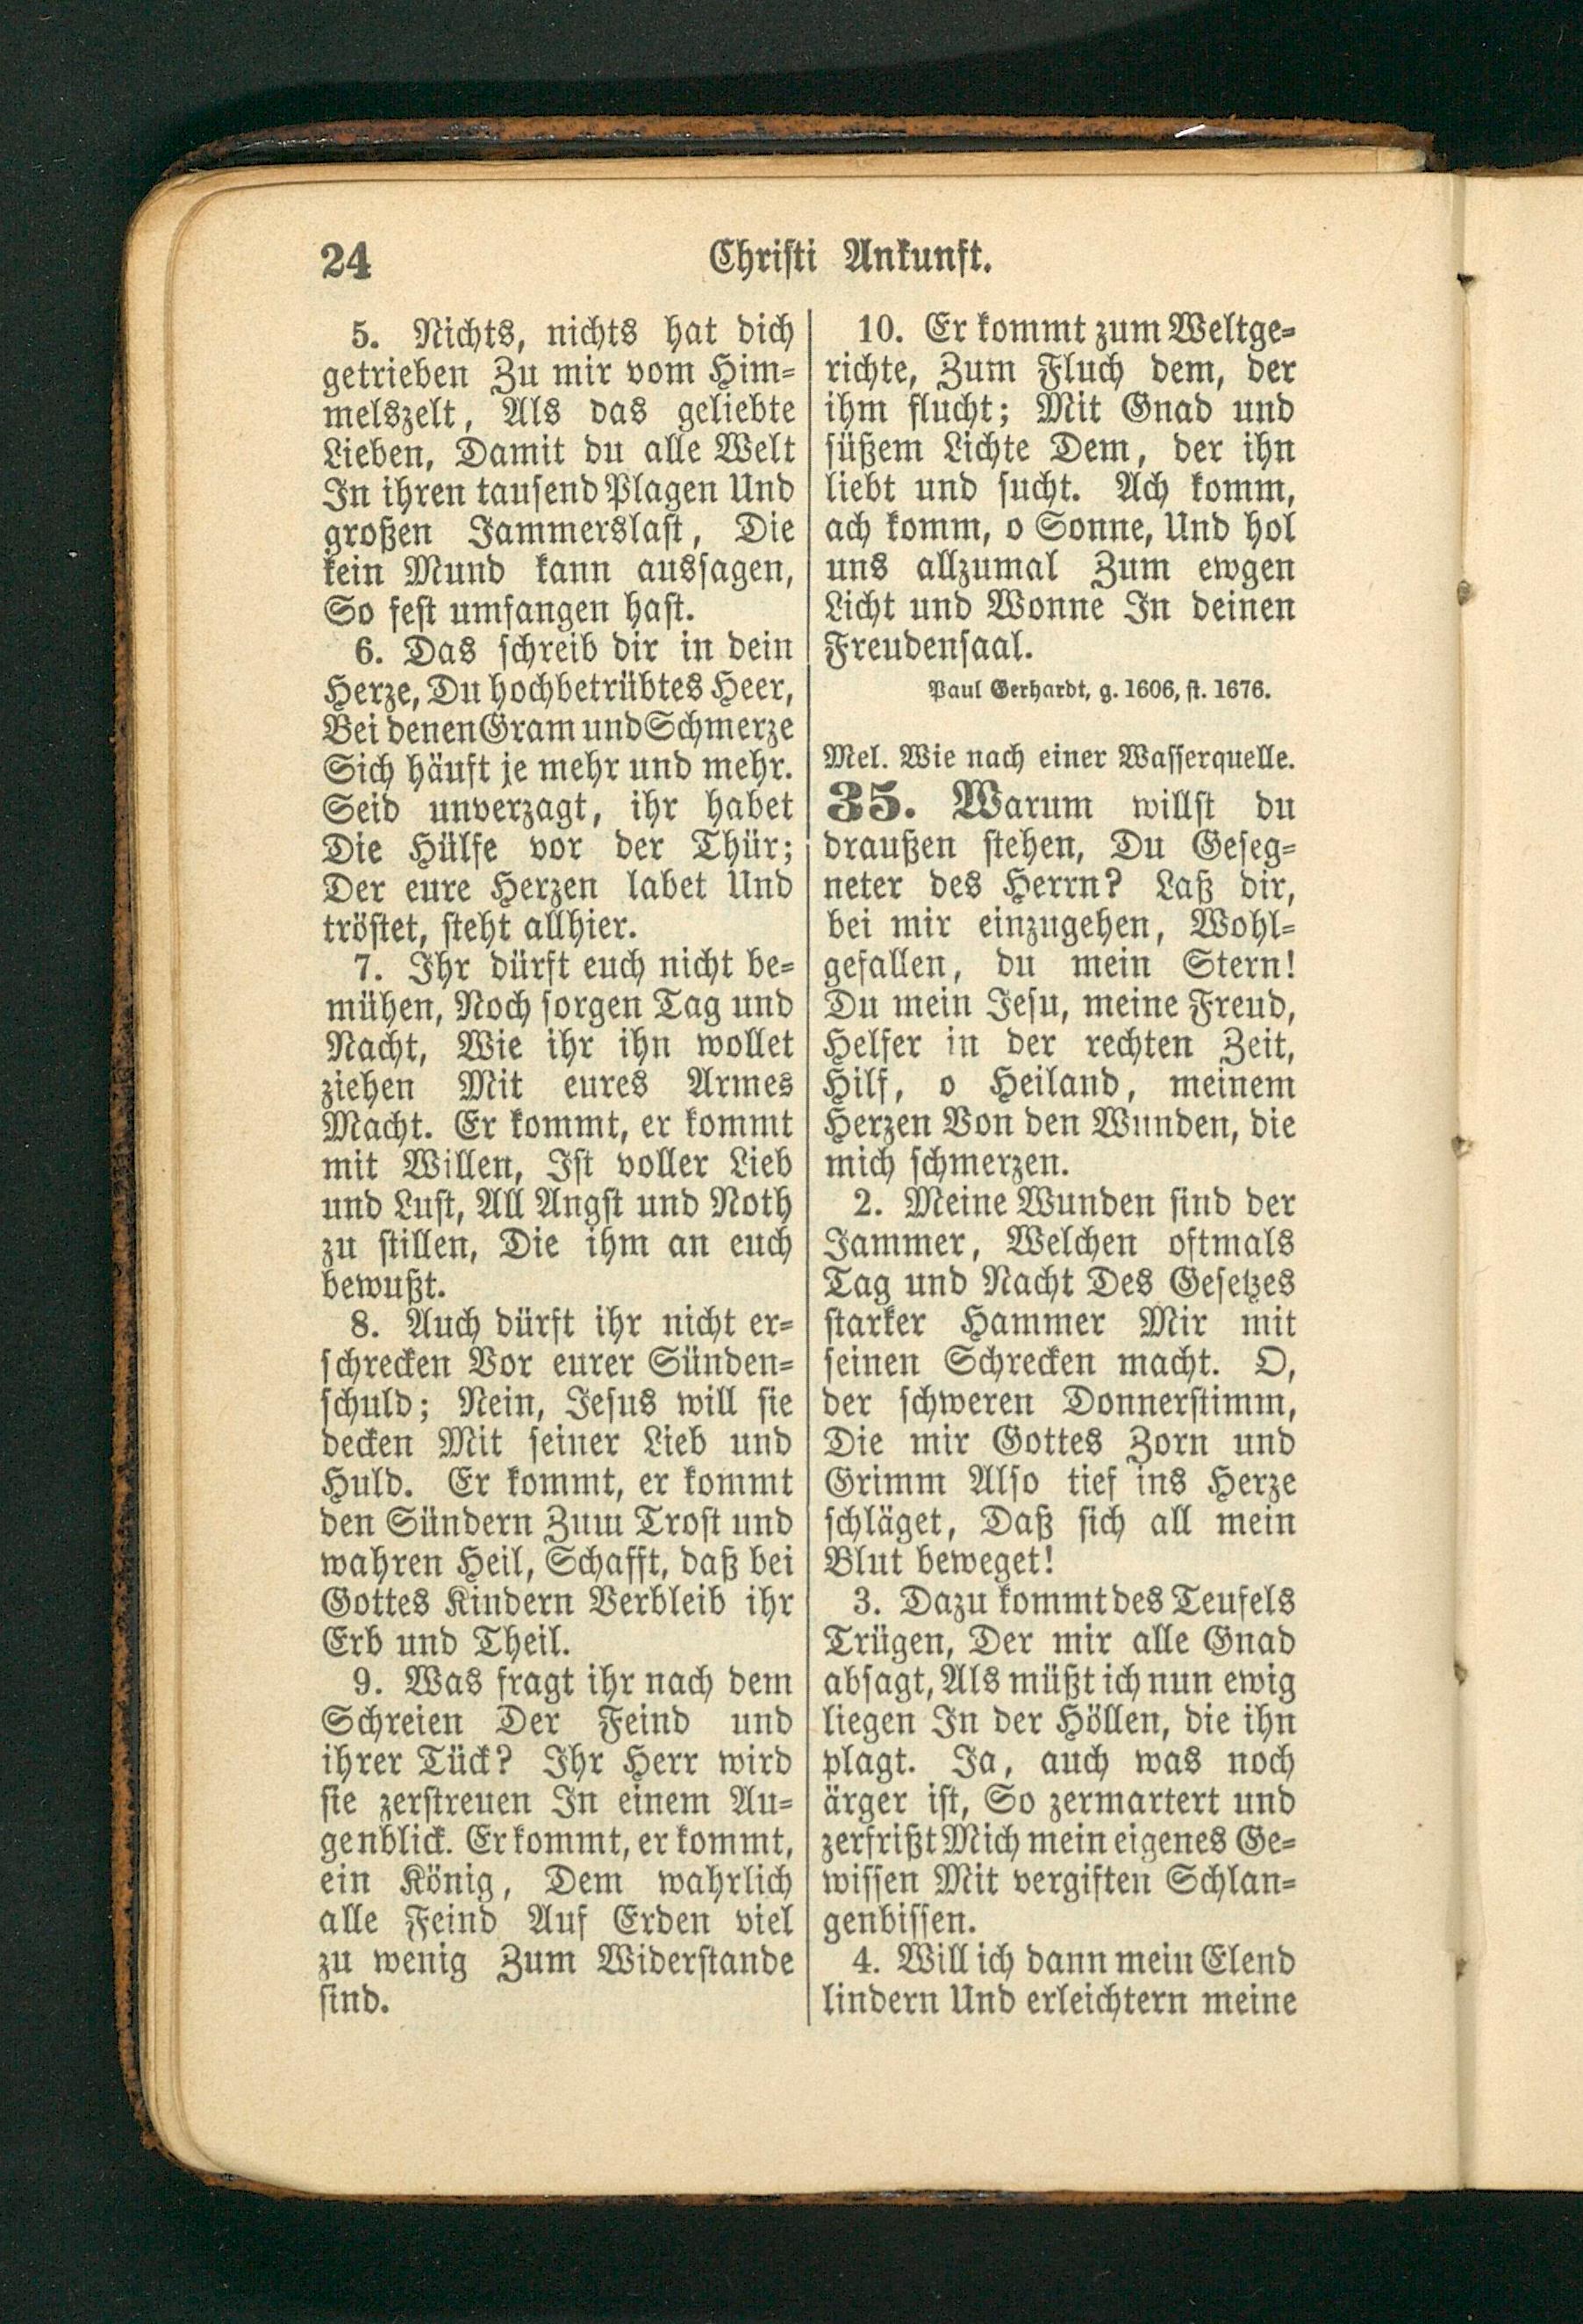 24
Christi Ankunft.
5. Nichts, nichts hat dich
getrieben Zu mir vom Him-
melszelt, Als das geliebte
Lieben, Damit du alle Welt
In ihren tausend Plagen Und
großen Jammerslast, Die
kein Mund kann aussagen,
So fest umfangen hast.
6. Das schreib dir in dein
Herze, Du hochbetrübtes Heer,
Bei denen Gram und Schmerze
Sich häuft je mehr und mehr.
Seid unverzagt, ihr habet
Die Hülfe vor der Thür;
Der eure Herzen labet Und
tröstet, steht allhier.
7. Ihr dürft euch nicht be-
mühen, Noch sorgen Tag und
Nacht, Wie ihr ihn wollet
ziehen Mit eures Armes
Macht. Er kommt, er kommt
mit Willen, Ist voller Lieb
und Lust, All Angst und Noth
zu stillen, Die ihm an euch
bewußt.
8. Auch dürft ihr nicht er-
schrecken Vor eurer Sünden-
schuld; Nein, Jesus will sie
decken Mit seiner Lieb und
Huld. Er kommt, er kommt
den Sündern Zum Trost und
wahren Heil, Schafft, daß bei
Gottes Kindern Verbleib ihr
Erb und Theil.
9. Was fragt ihr nach dem
Schreien Der Feind und
ihrer Tück? Ihr Herr wird
sie zerstreuen In einem Au-
genblick. Er kommt, er kommt,
ein König, Dem wahrlich
alle Feind Auf Erden viel
zu wenig Zum Widerstande
sind.
10. Er kommt zum Weltge-
richte, Zum Fluch dem, der
ihm flucht; Mit Gnad und
süßem Lichte Dem, der ihn
liebt und sucht. Ach komm,
ach komm, o Sonne, Und hol
uns allzumal Zum ewgen
Licht und Wonne In deinen
Freudensaal.
Paul Gerhardt, g. 1606, st. 1676.
Mel. Wie nach einer Wasserquelle.
35. Warum willst du
draußen stehen, Du Geseg-
neter des Herrn? Laß dir,
bei mir einzugehen, Wohl-
gefallen, du mein Stern!
Du mein Jesu, meine Freud,
Helfer in der rechten Zeit,
Hilf, o Heiland, meinem
Herzen Von den Wunden, die
mich schmerzen.
2. Meine Wunden sind der
Jammer, Welchen oftmals
Tag und Nacht Des Gesetzes
starker Hammer Mir mit
seinen Schrecken macht. O,
der schweren Donnerstimm,
Die mir Gottes Zorn und
Grimm Also tief ins Herze
schläget, Daß sich all mein
Blut beweget!
3. Dazu kommt des Teufels
Trügen, Der mir alle Gnad
absagt, Als müßt ich nun ewig
liegen In der Höllen, die ihn
plagt. Ja, auch was noch
ärger ist, So zermartert und
zerfrißt Mich mein eigenes Ge-
wissen Mit vergiften Schlan-
genbissen.
4. Will ich dann mein Elend
lindern Und erleichtern meine